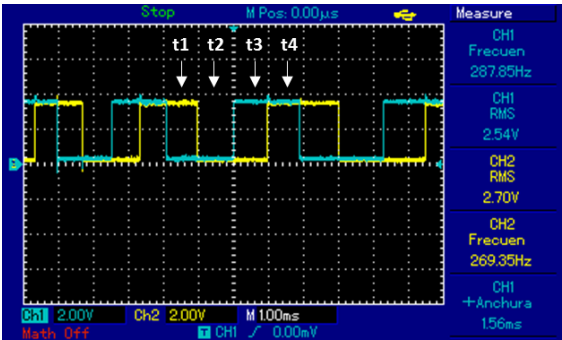 Stop M Pos: 0.00µs Measure
t1 t2 t3 t4
CH1
Frecuen
287.85Hz
CH1
RMS
2.54V
CH2
RMS
2.70V
CH2
Frecuen
269.35Hz
CH1
+Anchura
1.56ms
CH1 2.00V Ch2 2.00V M 1.00ms
Math Off T CH1 / 0.00mV